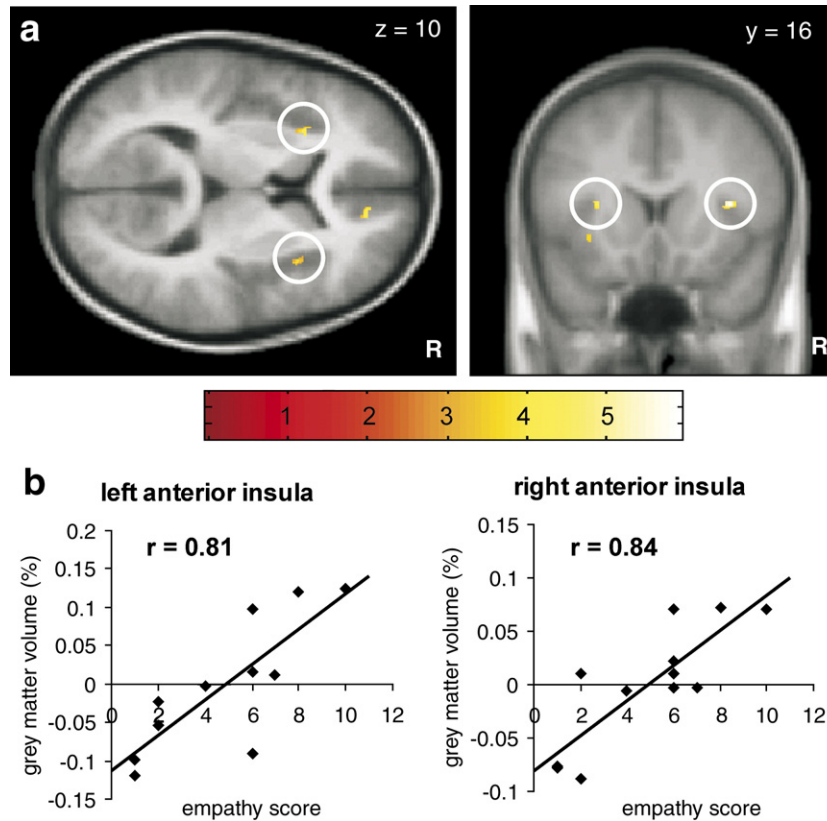 a
z = 10
R
y = 16
R
1 2 3 4 5
b
left anterior insula
r = 0.81
grey matter volume (%)
0.2
0.15
0.1
0.05
0
-0.05
-0.1
-0.15
0 2 4 6 8 10 12
empathy score
right anterior insula
r = 0.84
grey matter volume (%)
0.15
0.1
0.05
0
-0.05
-0.1
0 2 4 6 8 10 12
empathy score